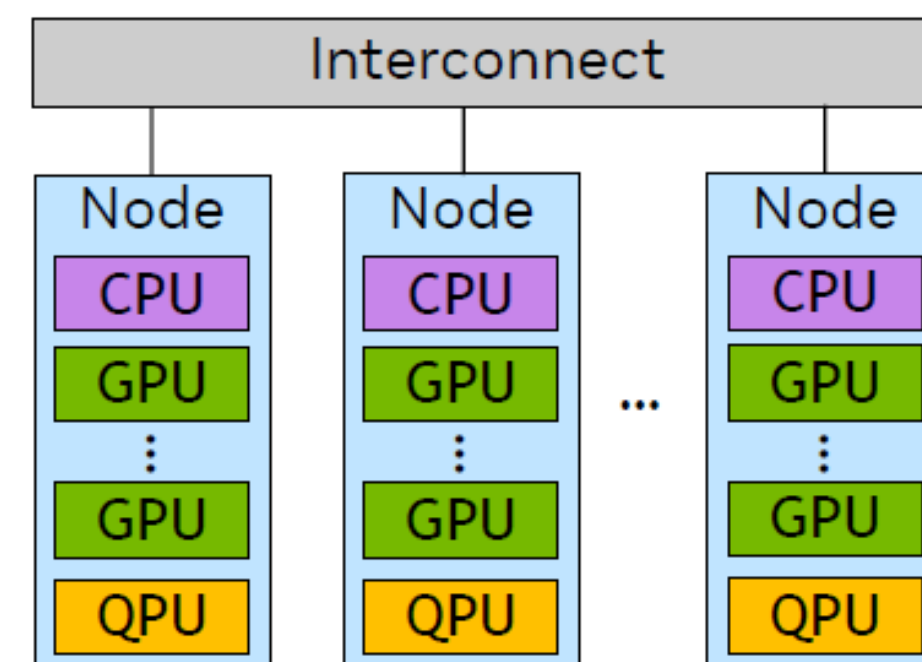 Interconnect
Node Node Node
CPU CPU CPU
GPU GPU GPU
...
⋮ ⋮ ⋮
GPU GPU GPU
QPU QPU QPU